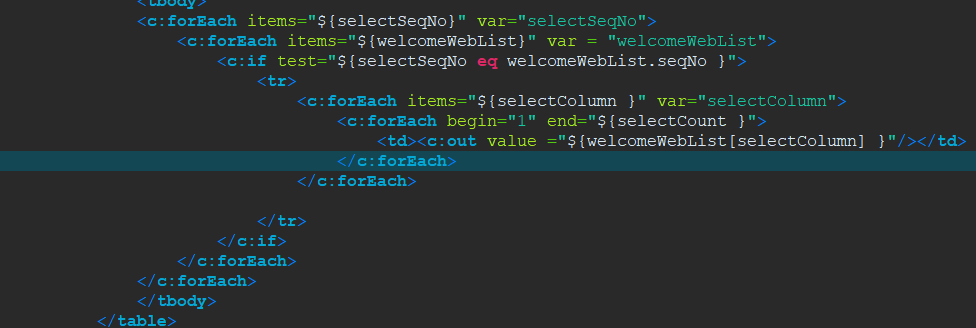 <tbody>
<c:forEach items="${selectSeqNo}" var="selectSeqNo">
<c:forEach items="${welcomeWebList}" var = "welcomeWebList">
<c:if test="${selectSeqNo eq welcomeWebList.seqNo }">
<tr>
<c:forEach items="${selectColumn }" var="selectColumn">
<c:forEach begin="1" end="${selectCount }">
<td><c:out value ="${welcomeWebList[selectColumn] }"/></td>
</c:forEach>
</c:forEach>
</tr>
</c:if>
</c:forEach>
</c:forEach>
</tbody>
</table>